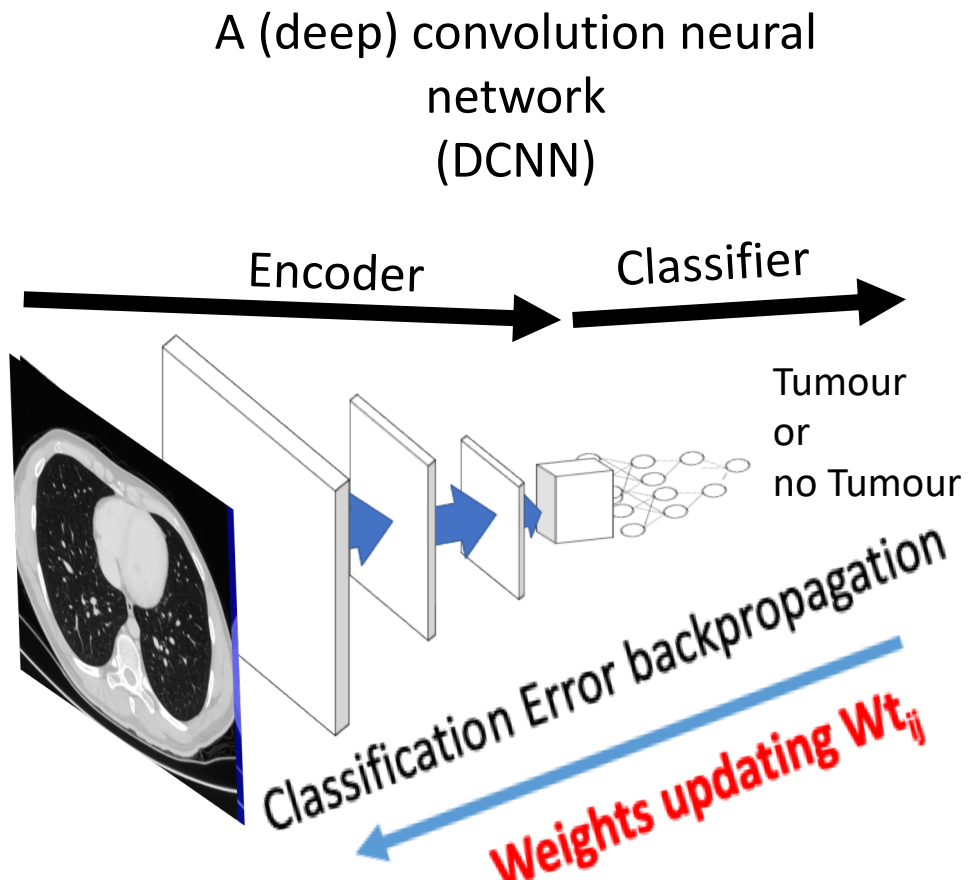 A (deep) convolution neural
network
(DCNN)
Encoder
Classifier
Tumour
or
no Tumour
Classification Error backpropagation
Weights updating Wtij